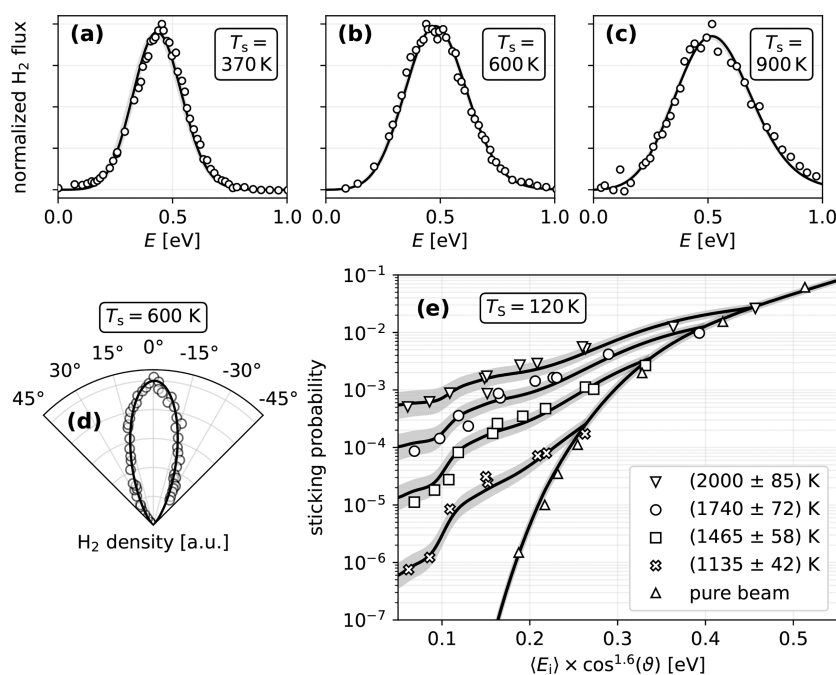 (a)
T_s =
370 K
(b)
T_s =
600 K
(c)
T_s =
900 K
normalized H₂ flux
0.0 0.5 1.0
0.0 0.5 1.0
0.0 0.5 1.0
E [eV]
E [eV]
E [eV]
T_s = 600 K
45° 30° 15° 0° -15° -30° -45°
(d)
H₂ density [a.u.]
(e)
T_s = 120 K
sticking probability
10⁻¹
10⁻²
10⁻³
10⁻⁴
10⁻⁵
10⁻⁶
10⁻⁷
(2000 ± 85) K
(1740 ± 72) K
(1465 ± 58) K
(1135 ± 42) K
pure beam
0.1 0.2 0.3 0.4 0.5
⟨E_i⟩ × cos¹·⁶(ϑ) [eV]